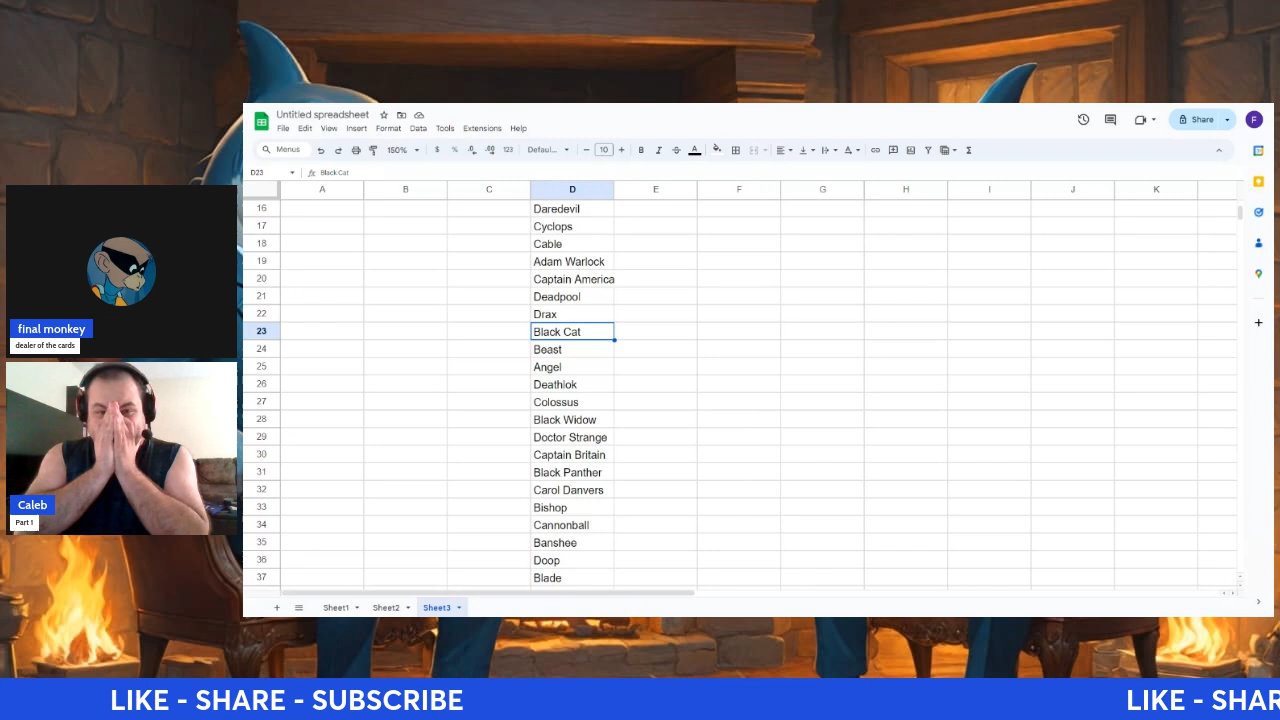 Untitled spreadsheet
File Edit View Insert Format Data Tools Extensions Help
Share
F
Menus 150% $ % .0 .00 123 Defaul... 10 B I A
D23 fx Black Cat
A B C D E F G H I J K
16 Daredevil
17 Cyclops
18 Cable
19 Adam Warlock
20 Captain America
21 Deadpool
22 Drax
23 Black Cat
24 Beast
25 Angel
26 Deathlok
27 Colossus
28 Black Widow
29 Doctor Strange
30 Captain Britain
31 Black Panther
32 Carol Danvers
33 Bishop
34 Cannonball
35 Banshee
36 Doop
37 Blade
Sheet1 Sheet2 Sheet3
final monkey
dealer of the cards
Caleb
Part 1
LIKE - SHARE - SUBSCRIBE LIKE - SHAR